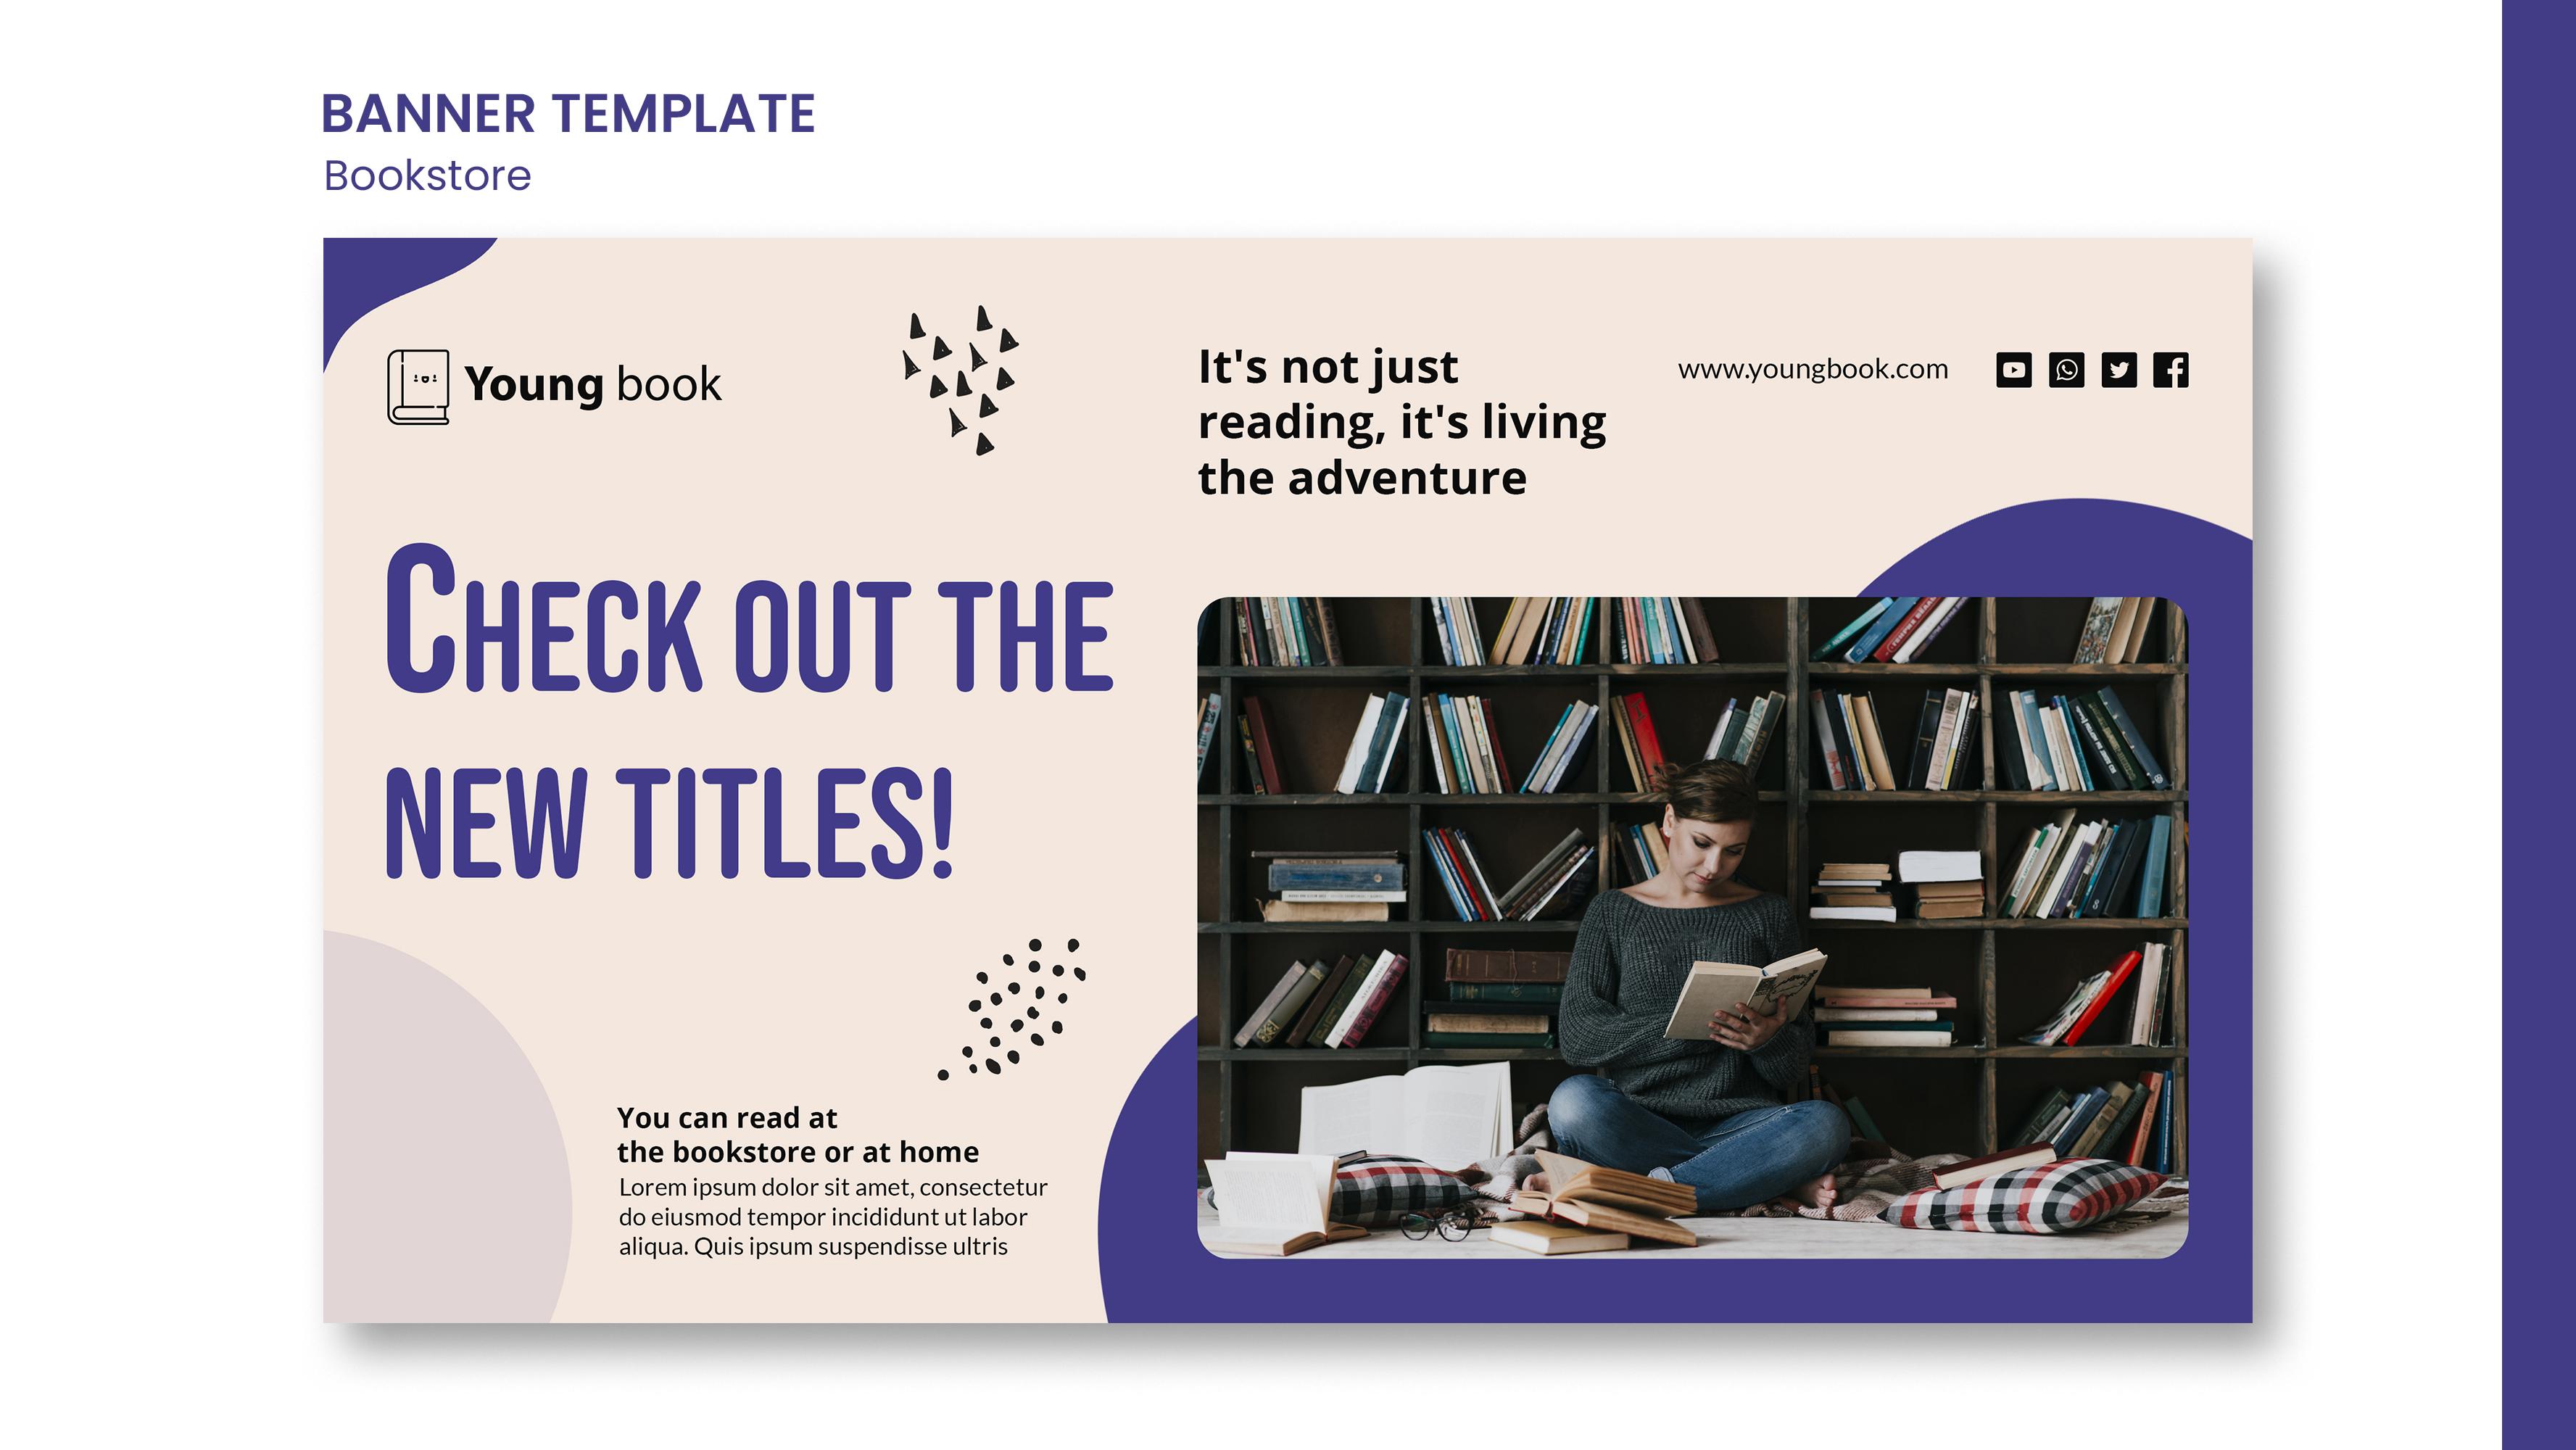 BANNER TEMPLATE
Bookstore
Young book
It's not just
reading, it's living
the adventure
www.youngbook.com
Check out the
new titles!
You can read at
the bookstore or at home
Lorem ipsum dolor sit amet, consectetur
do eiusmod tempor incididunt ut labor
aliqua. Quis ipsum suspendisse ultris